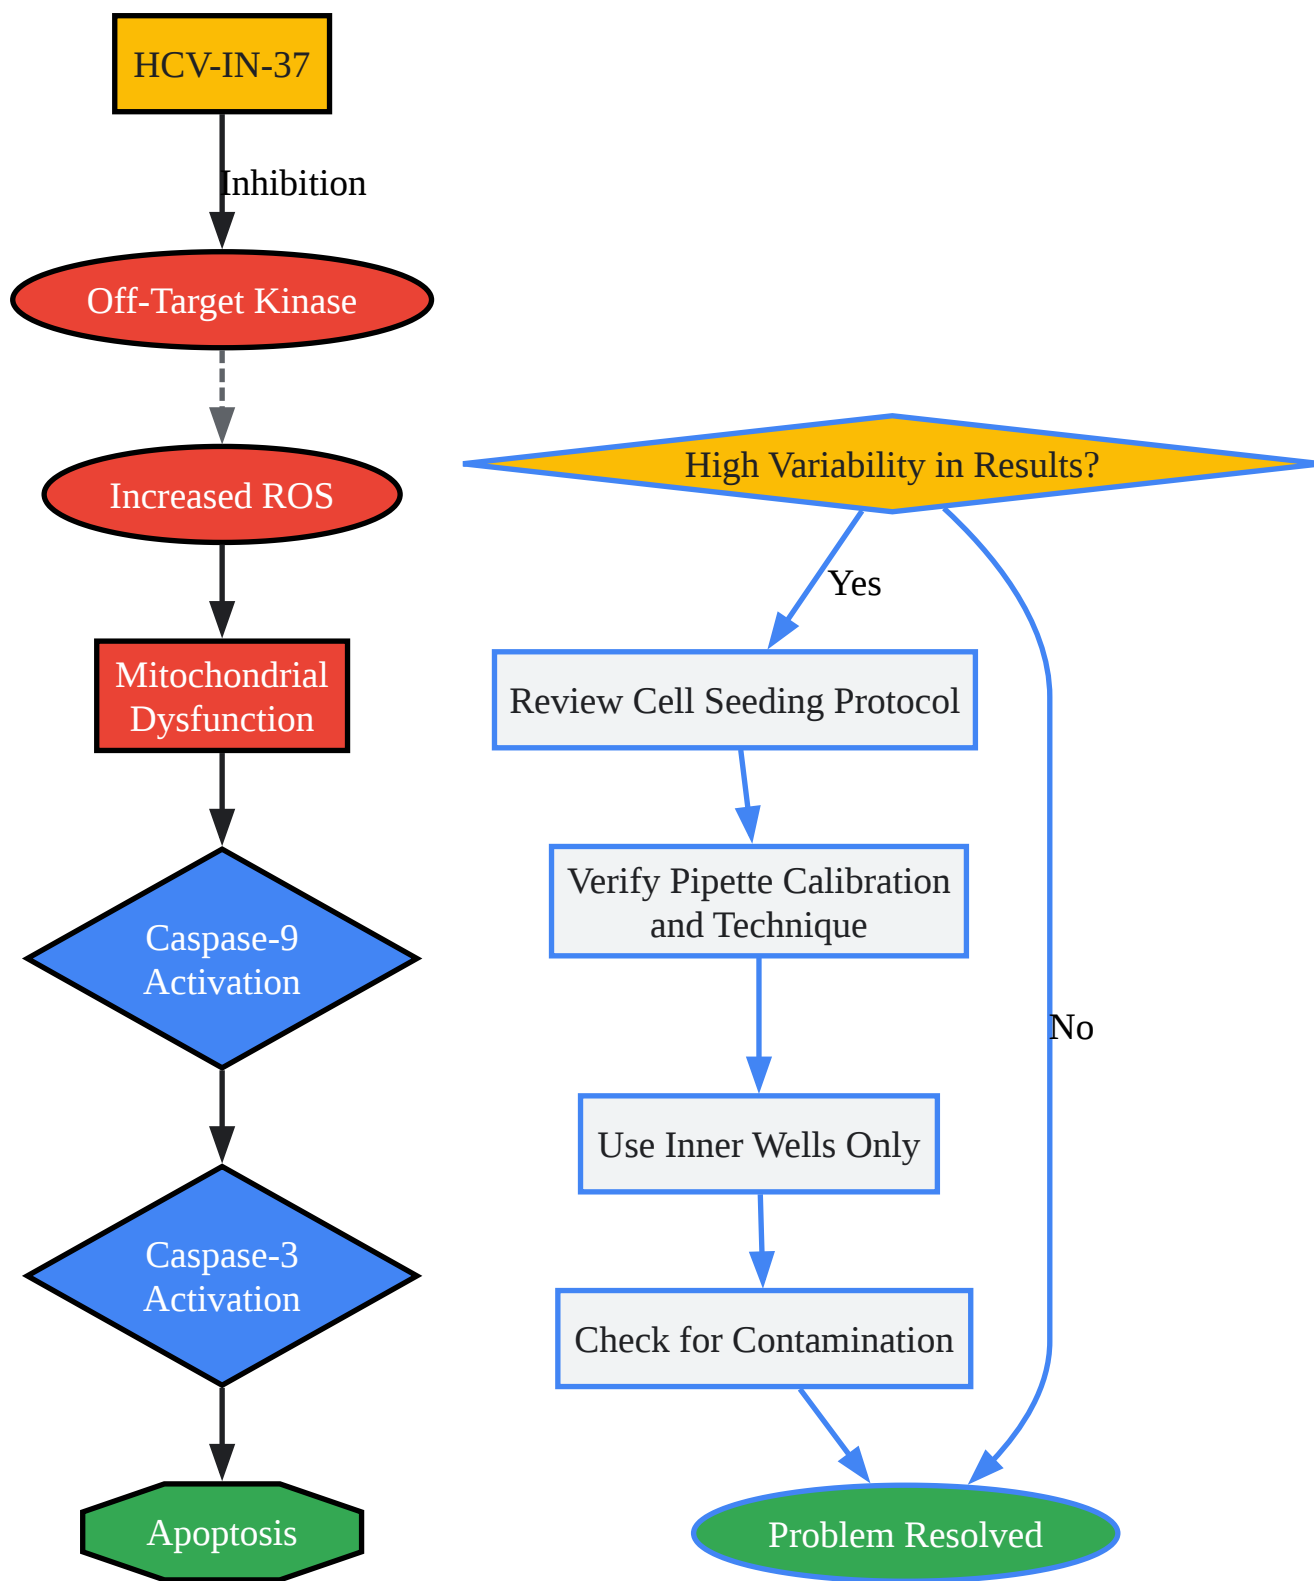 HCV-IN-37
Inhibition
Off-Target Kinase
Increased ROS
Mitochondrial
Dysfunction
Caspase-9
Activation
Caspase-3
Activation
Apoptosis
High Variability in Results?
Yes
Review Cell Seeding Protocol
Verify Pipette Calibration
and Technique
No
Use Inner Wells Only
Check for Contamination
Problem Resolved